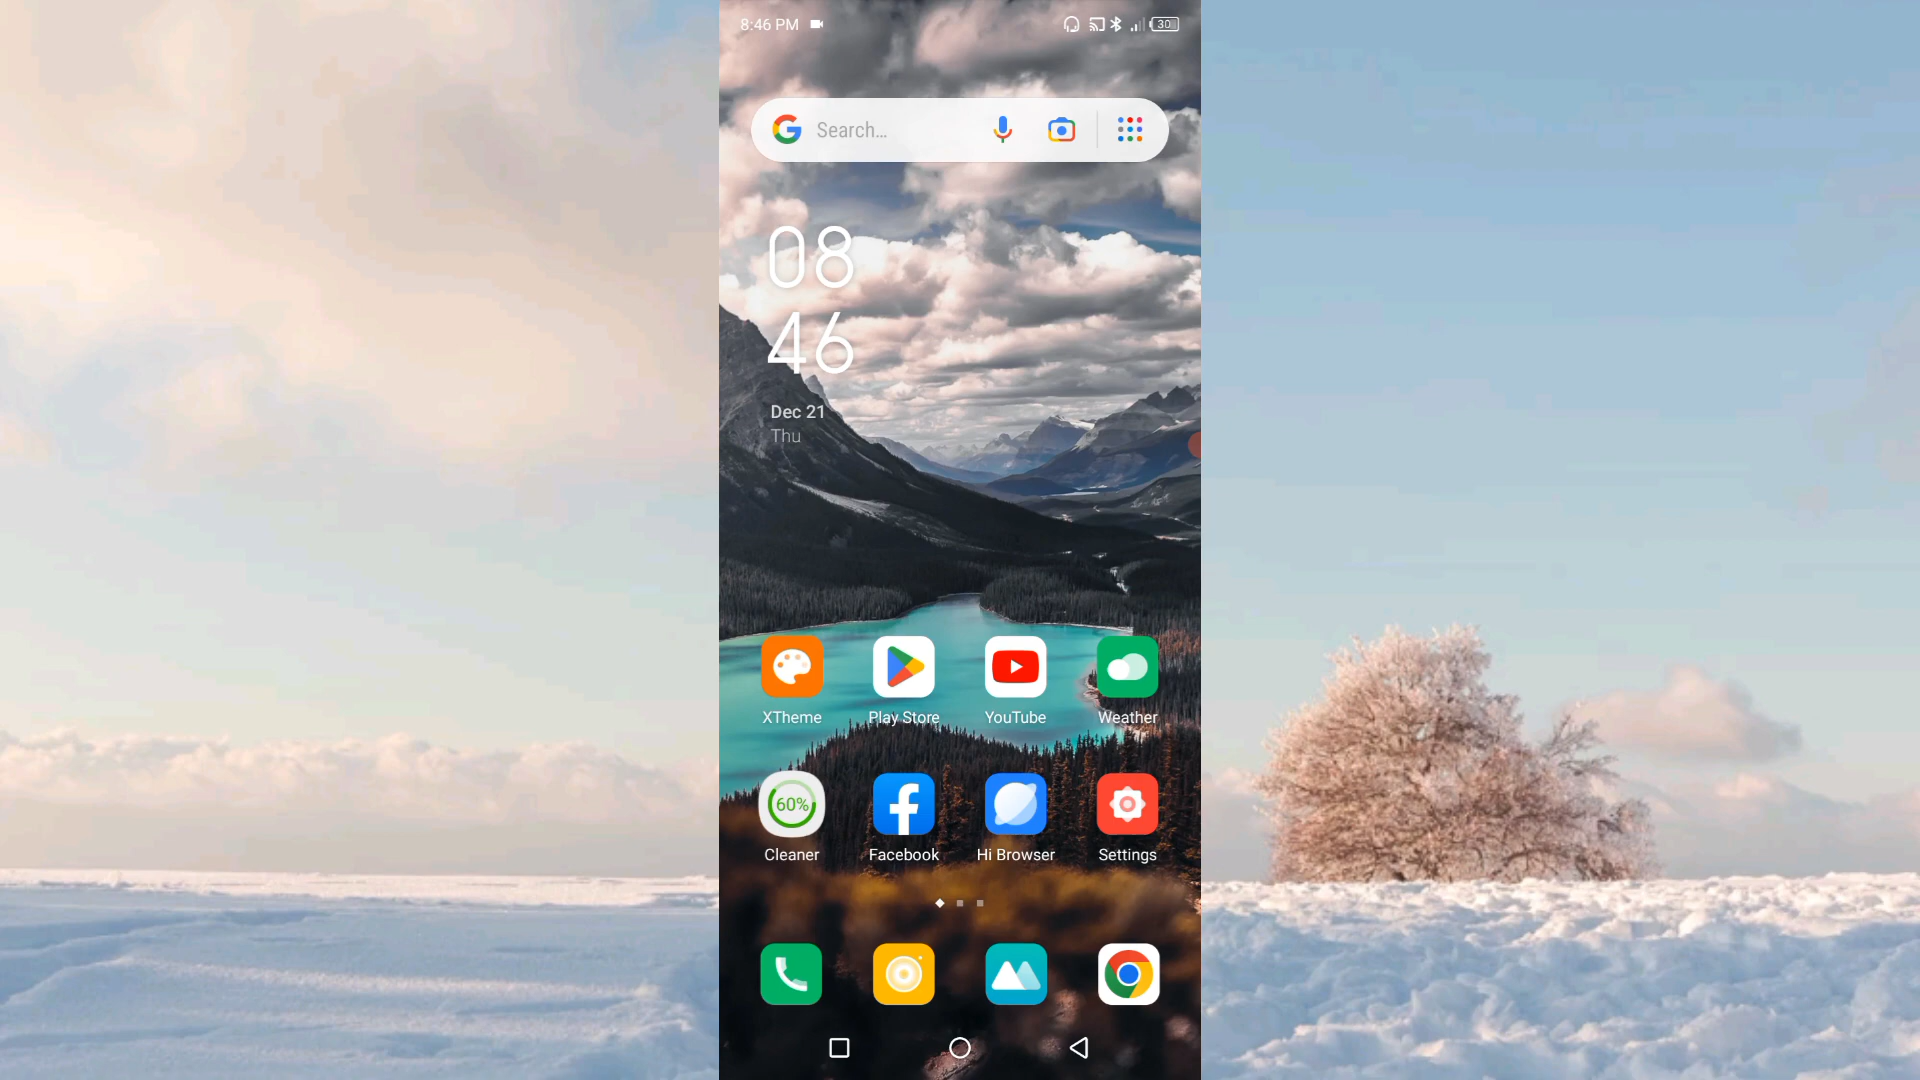 8:46 PM
30
Search...
08
46
Dec 21
Thu
XTheme
Play Store
YouTube
Weather
60%
Cleaner
Facebook
Hi Browser
Settings